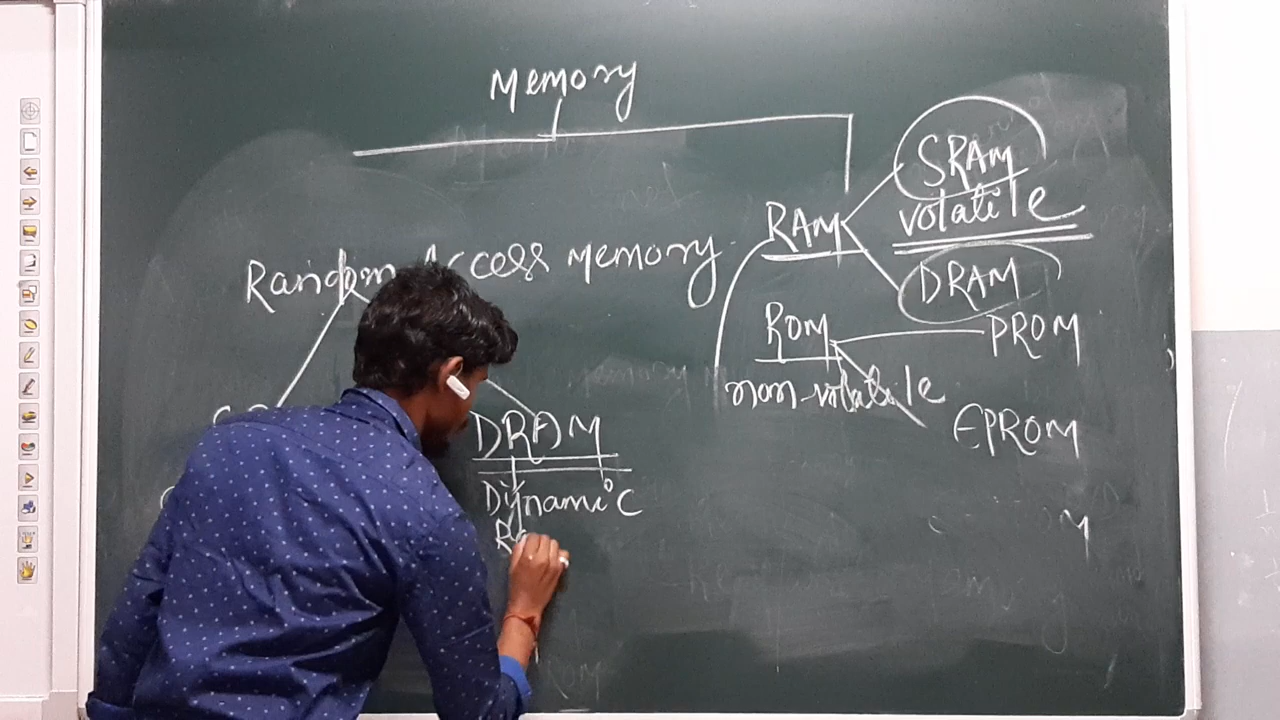 Memory
SRAM
volatile
RAM
Random Access memory
DRAM
ROM
PROM
non-volatile
EPROM
DRAM
Dynamic